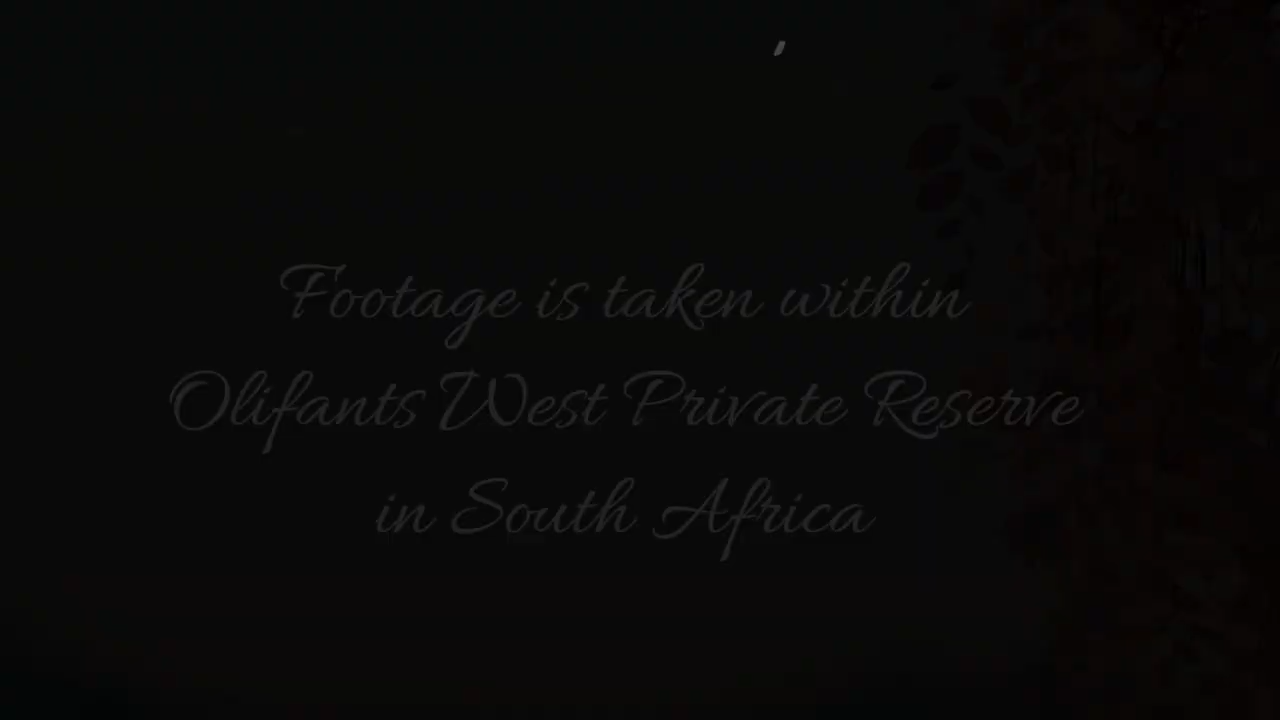 Footage is taken within
Olifants West Private Reserve
in South Africa